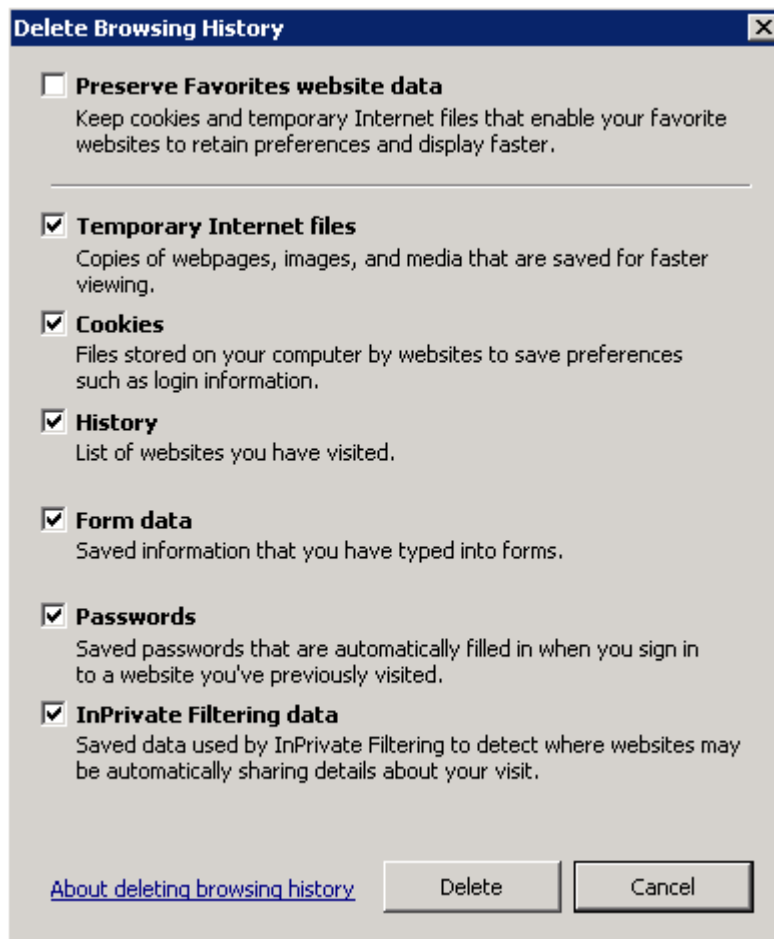 Delete Browsing History
Preserve Favorites website data
Keep cookies and temporary Internet files that enable your favorite
websites to retain preferences and display faster.
Temporary Internet files
Copies of webpages, images, and media that are saved for faster
viewing.
Cookies
Files stored on your computer by websites to save preferences
such as login information.
History
List of websites you have visited.
Form data
Saved information that you have typed into forms.
Passwords
Saved passwords that are automatically filled in when you sign in
to a website you've previously visited.
InPrivate Filtering data
Saved data used by InPrivate Filtering to detect where websites may
be automatically sharing details about your visit.
About deleting browsing history Delete Cancel